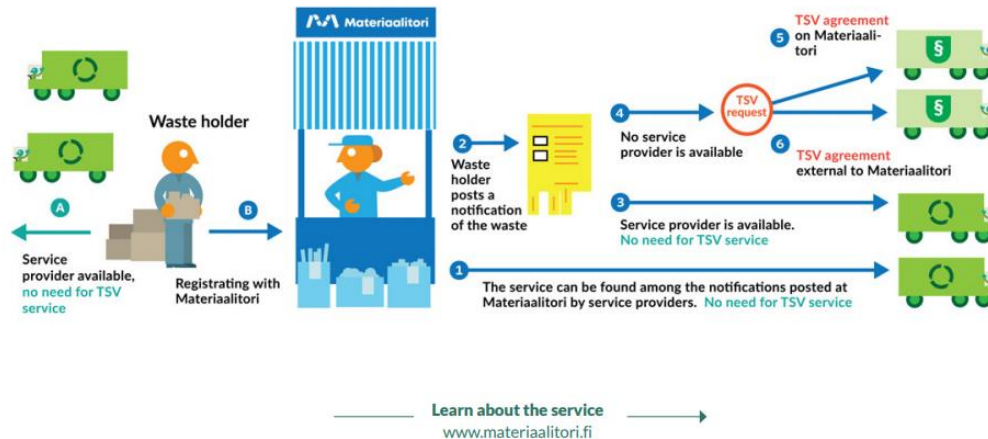 Materiaalitori
Waste holder
A
Service
provider available,
no need for TSV
service
B
Registrating with
Materiaalitori
2
Waste
holder
posts a
notification
of the waste
4
No service
provider is available
TSV
request
5
TSV agreement
on Materiaali-
tori
§
§
6
TSV agreement
external to Materiaalitori
3
Service provider is available.
No need for TSV service
1
The service can be found among the notifications posted at
Materiaalitori by service providers. No need for TSV service
Learn about the service
www.materiaalitori.fi